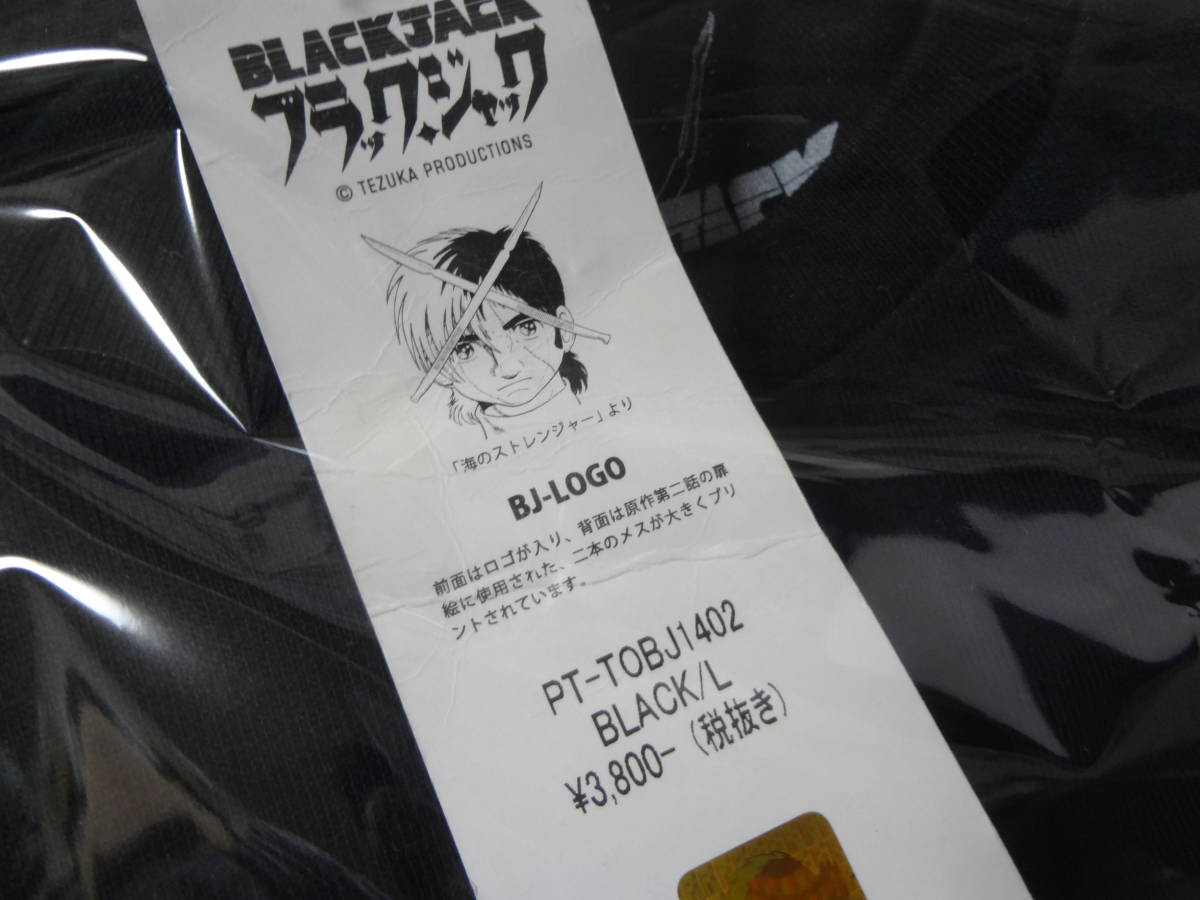 BLACKJACK
ブラック・ジャック
© TEZUKA PRODUCTIONS
「海のストレンジャー」より
BJ-LOGO
前面はロゴが入り、背面は原作第二話の扉
絵に使用された、二本のメスが大きくプリ
ントされています。
PT-TOBJ1402
BLACK/L
¥3,800-（税抜き）